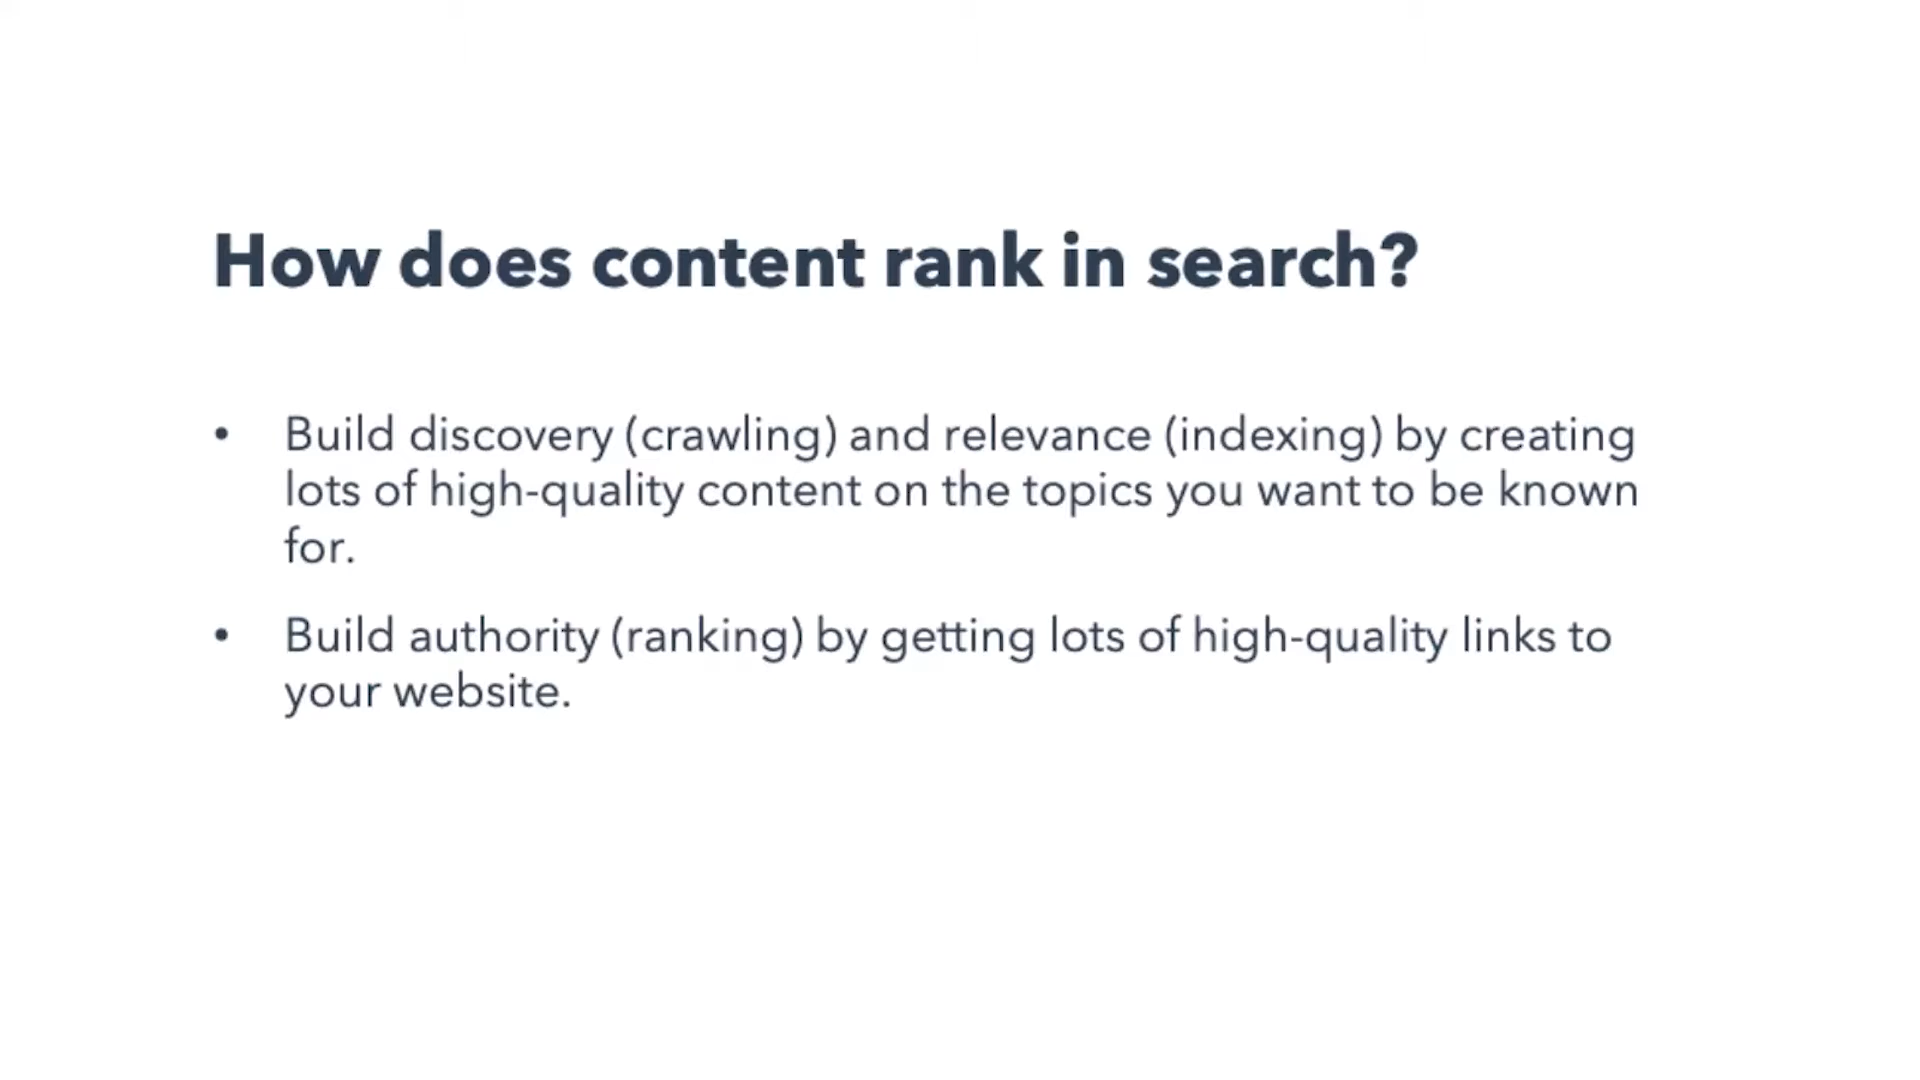 How does content rank in search?
• Build discovery (crawling) and relevance (indexing) by creating
lots of high-quality content on the topics you want to be known
for.
• Build authority (ranking) by getting lots of high-quality links to
your website.